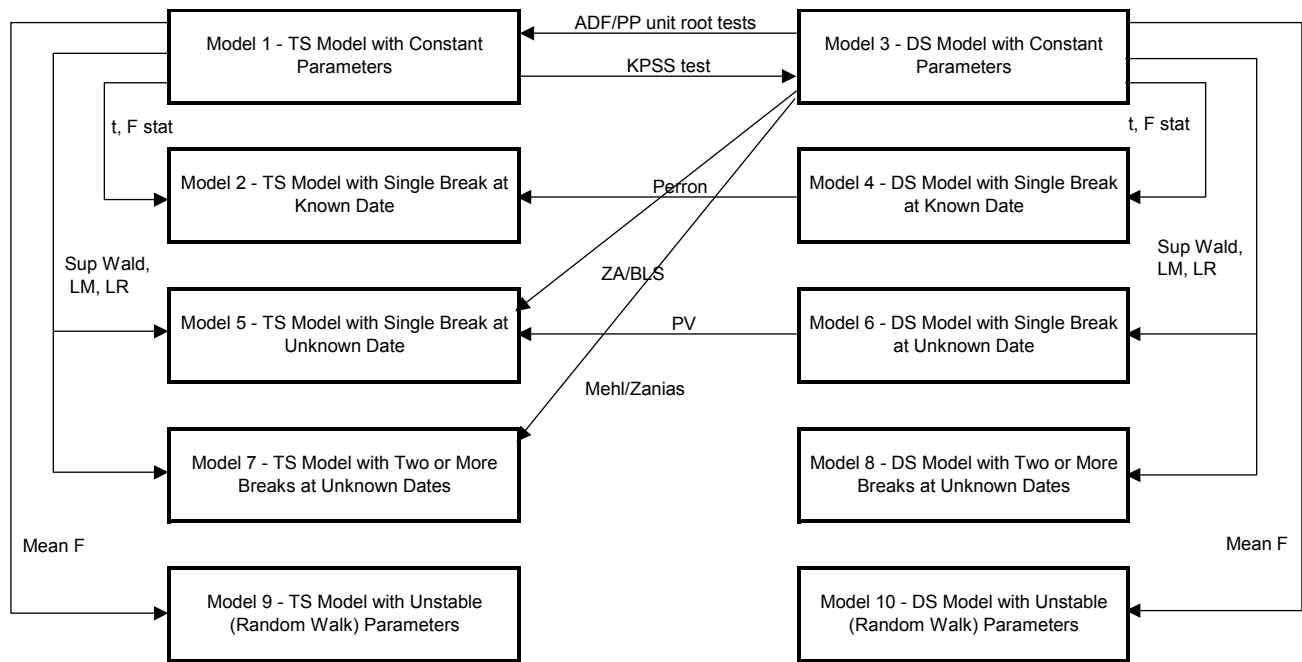 ADF/PP unit root tests
Model 1 - TS Model with Constant
Parameters
Model 3 - DS Model with Constant
Parameters
KPSS test
t, F stat
t, F stat
Model 2 - TS Model with Single Break at
Known Date
Perron
Model 4 - DS Model with Single Break
at Known Date
Sup Wald,
LM, LR
ZA/BLS
Sup Wald,
LM, LR
Model 5 - TS Model with Single Break at
Unknown Date
PV
Model 6 - DS Model with Single Break
at Unknown Date
Mehl/Zanias
Model 7 - TS Model with Two or More
Breaks at Unknown Dates
Model 8 - DS Model with Two or More
Breaks at Unknown Dates
Mean F
Mean F
Model 9 - TS Model with Unstable
(Random Walk) Parameters
Model 10 - DS Model with Unstable
(Random Walk) Parameters